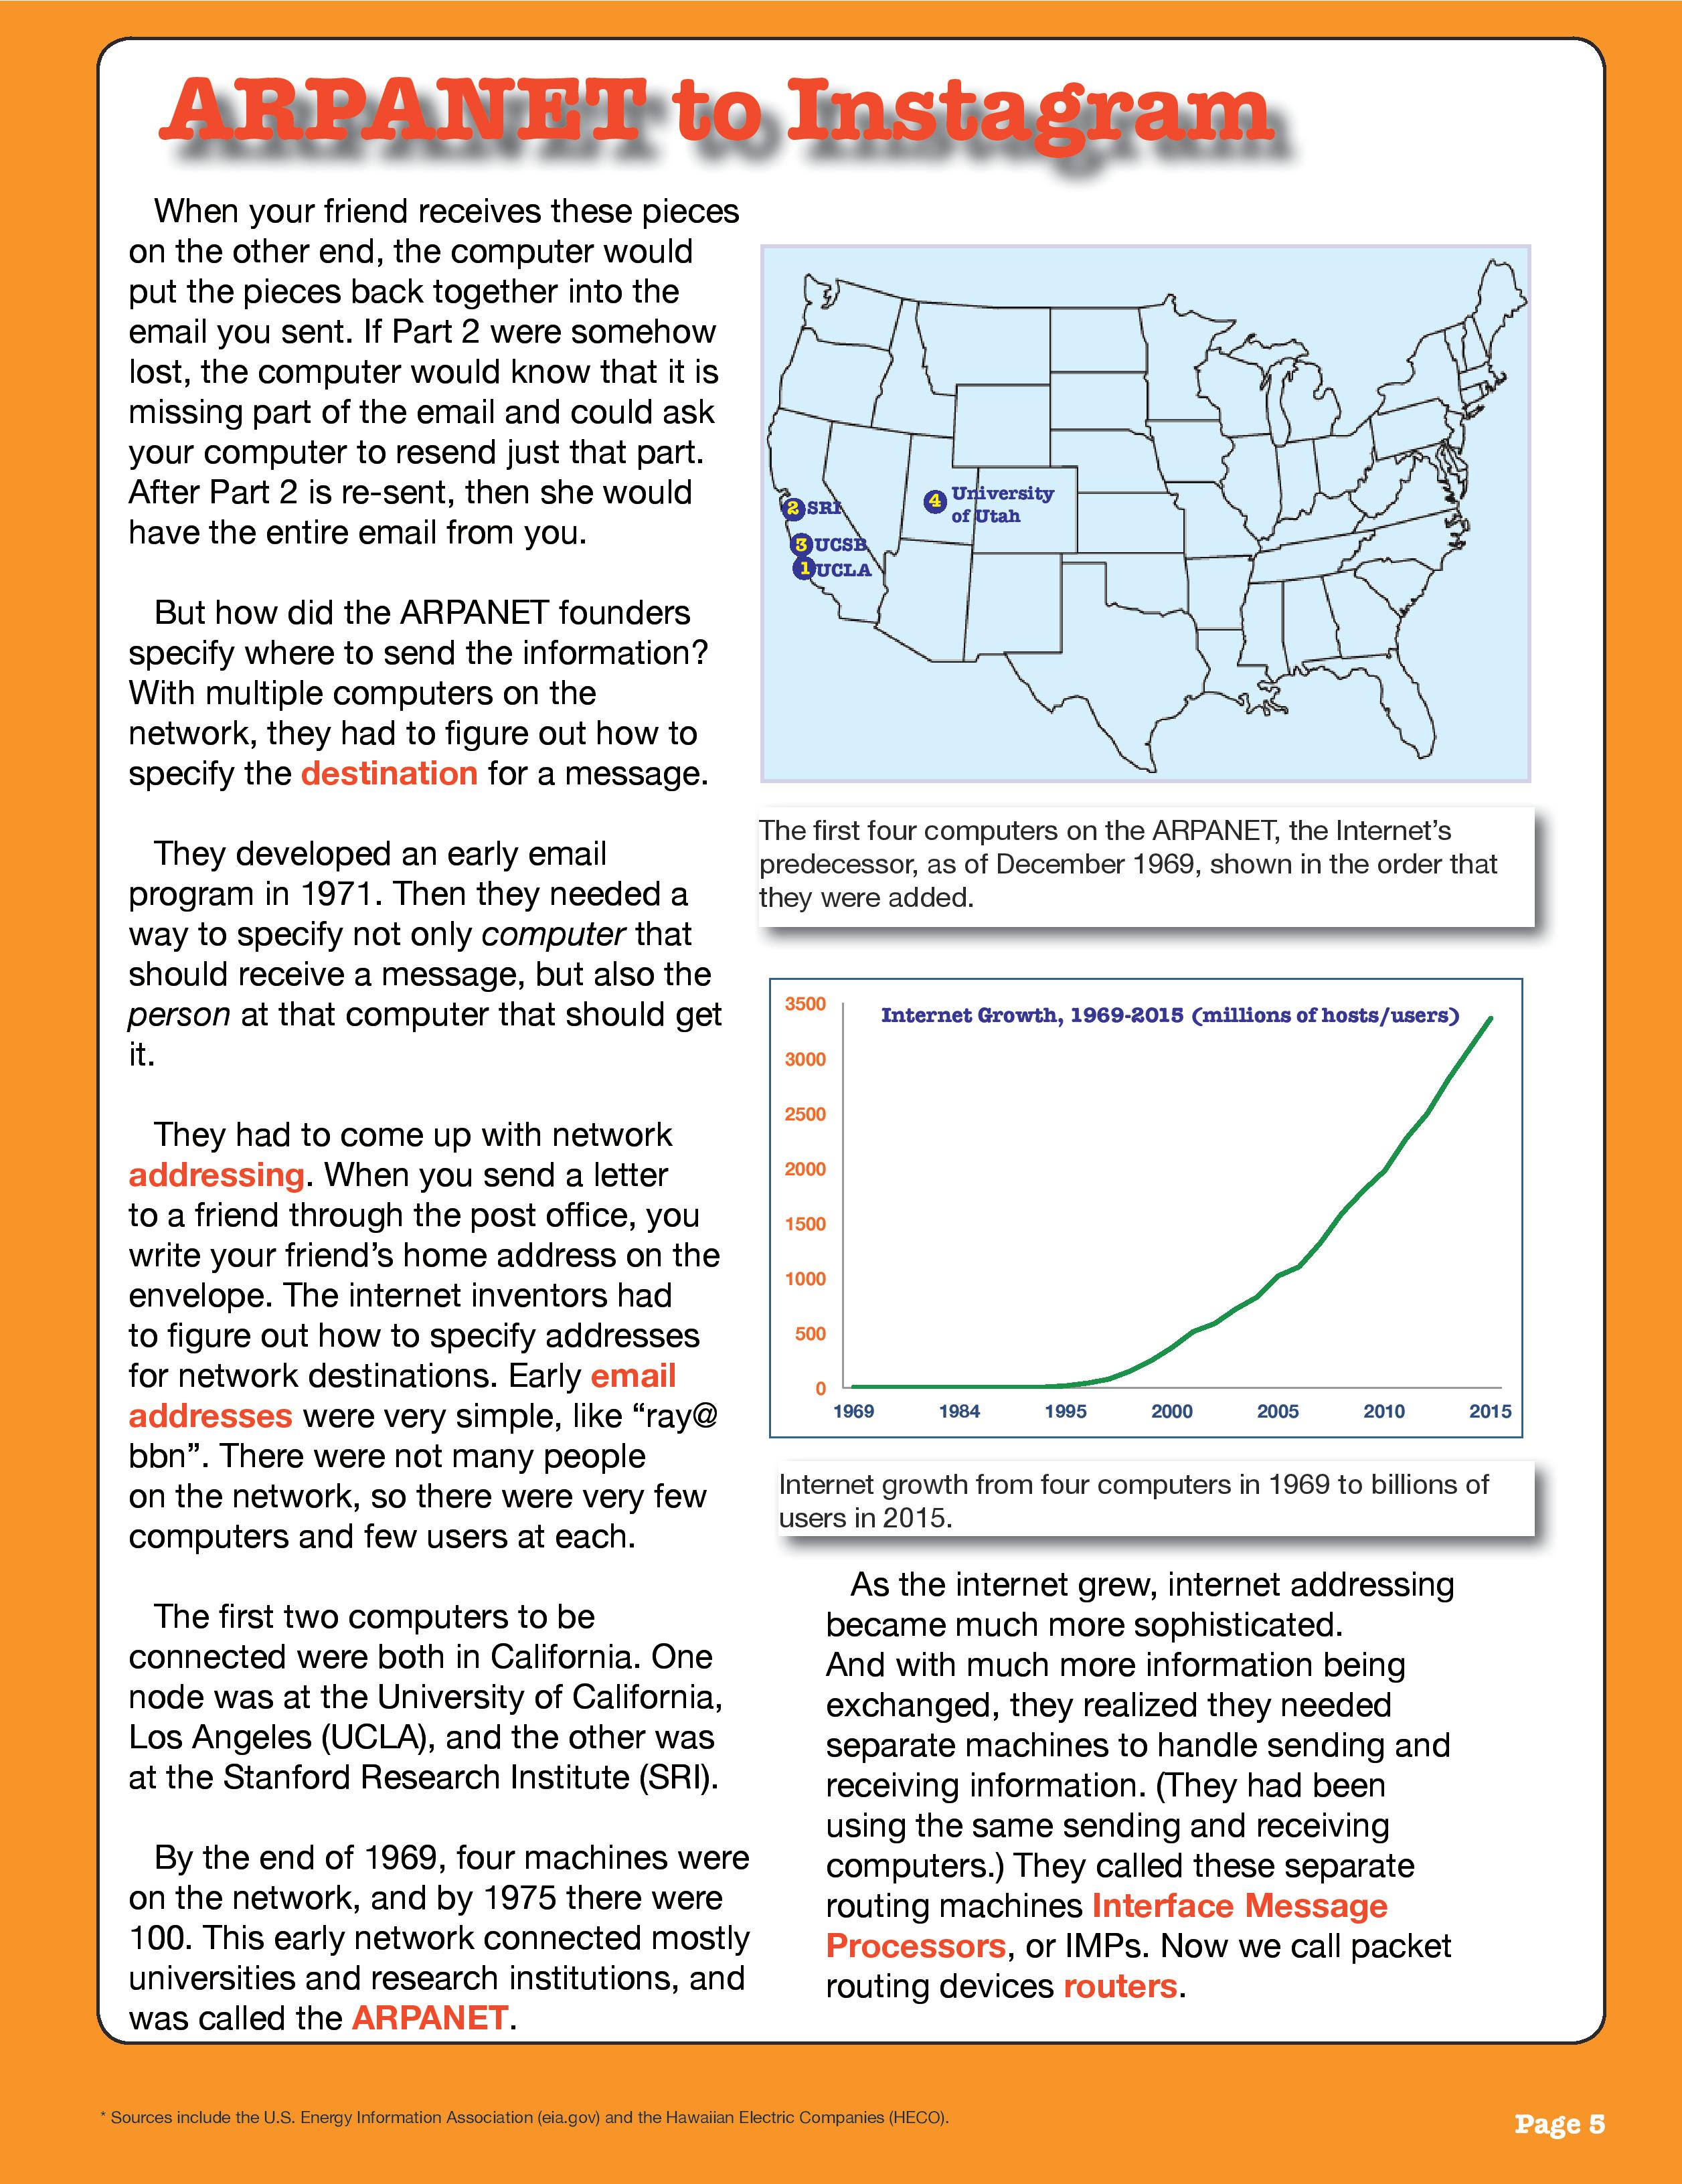 ARPANET to Instagram
When your friend receives these pieces
on the other end, the computer would
put the pieces back together into the
email you sent. If Part 2 were somehow
lost, the computer would know that it is
missing part of the email and could ask
your computer to resend just that part.
After Part 2 is re-sent, then she would
have the entire email from you.
But how did the ARPANET founders
specify where to send the information?
With multiple computers on the
network, they had to figure out how to
specify the destination for a message.
They developed an early email
program in 1971. Then they needed a
way to specify not only computer that
should receive a message, but also the
person at that computer that should get
it.
They had to come up with network
addressing. When you send a letter
to a friend through the post office, you
write your friend's home address on the
envelope. The internet inventors had
to figure out how to specify addresses
for network destinations. Early email
addresses were very simple, like “ray@
bbn”. There were not many people
on the network, so there were very few
computers and few users at each.
The first two computers to be
connected were both in California. One
node was at the University of California,
Los Angeles (UCLA), and the other was
at the Stanford Research Institute (SRI).
By the end of 1969, four machines were
on the network, and by 1975 there were
100. This early network connected mostly
universities and research institutions, and
was called the ARPANET.
4 University
of Utah
2 SRI
3 UCSB
1 UCLA
The first four computers on the ARPANET, the Internet's
predecessor, as of December 1969, shown in the order that
they were added.
Internet Growth, 1969-2015 (millions of hosts/users)
3500
3000
2500
2000
1500
1000
500
0
1969 1984 1995 2000 2005 2010 2015
Internet growth from four computers in 1969 to billions of
users in 2015.
As the internet grew, internet addressing
became much more sophisticated.
And with much more information being
exchanged, they realized they needed
separate machines to handle sending and
receiving information. (They had been
using the same sending and receiving
computers.) They called these separate
routing machines Interface Message
Processors, or IMPs. Now we call packet
routing devices routers.
* Sources include the U.S. Energy Information Association (eia.gov) and the Hawaiian Electric Companies (HECO).
Page 5